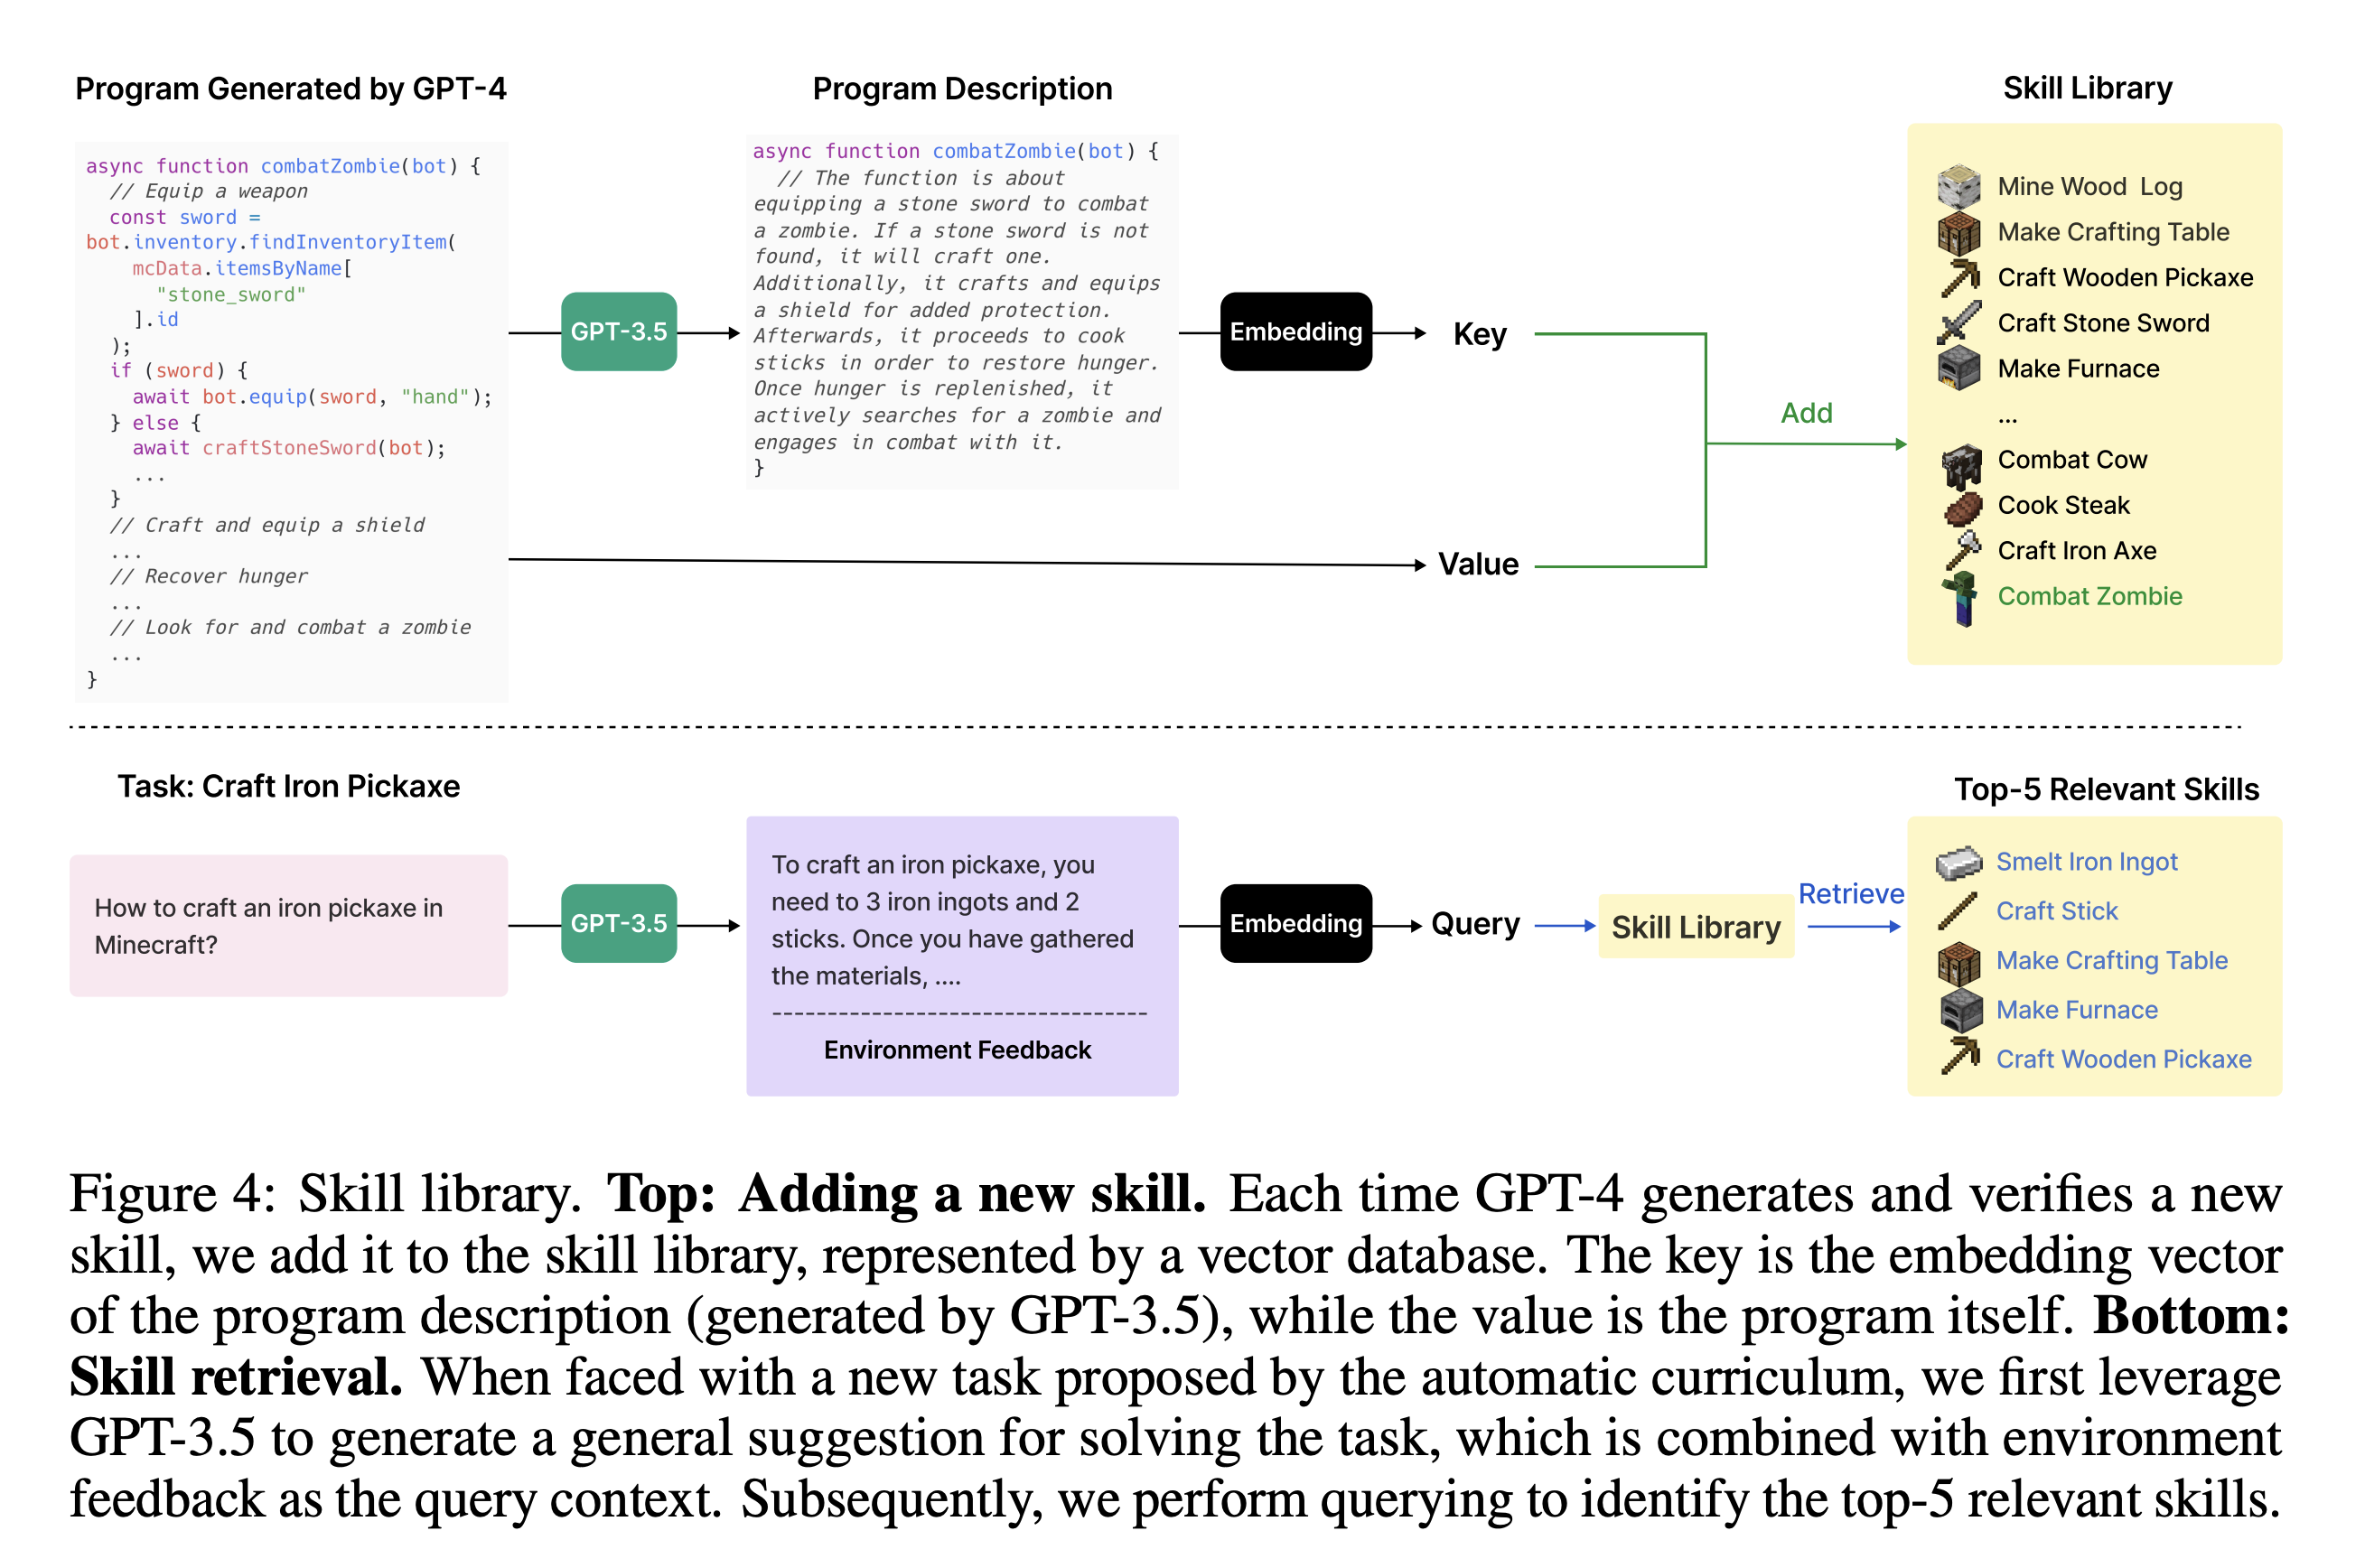 Program Generated by GPT-4
async function combatZombie(bot) {
// Equip a weapon
const sword =
bot.inventory.findInventoryItem(
mcData.itemsByName[
"stone_sword"
].id
);
if (sword) {
await bot.equip(sword, "hand");
} else {
await craftStoneSword(bot);
...
}
// Craft and equip a shield
...
// Recover hunger
...
// Look for and combat a zombie
...
}
GPT-3.5
Program Description
async function combatZombie(bot) {
// The function is about
equipping a stone sword to combat
a zombie. If a stone sword is not
found, it will craft one.
Additionally, it crafts and equips
a shield for added protection.
Afterwards, it proceeds to cook
sticks in order to restore hunger.
Once hunger is replenished, it
actively searches for a zombie and
engages in combat with it.
}
Embedding
Key
Value
Add
Skill Library
Mine Wood Log
Make Crafting Table
Craft Wooden Pickaxe
Craft Stone Sword
Make Furnace
...
Combat Cow
Cook Steak
Craft Iron Axe
Combat Zombie
Task: Craft Iron Pickaxe
How to craft an iron pickaxe in
Minecraft?
GPT-3.5
To craft an iron pickaxe, you
need to 3 iron ingots and 2
sticks. Once you have gathered
the materials, ....
Environment Feedback
Embedding
Query
Skill Library
Retrieve
Top-5 Relevant Skills
Smelt Iron Ingot
Craft Stick
Make Crafting Table
Make Furnace
Craft Wooden Pickaxe
Figure 4: Skill library. Top: Adding a new skill. Each time GPT-4 generates and verifies a new
skill, we add it to the skill library, represented by a vector database. The key is the embedding vector
of the program description (generated by GPT-3.5), while the value is the program itself. Bottom:
Skill retrieval. When faced with a new task proposed by the automatic curriculum, we first leverage
GPT-3.5 to generate a general suggestion for solving the task, which is combined with environment
feedback as the query context. Subsequently, we perform querying to identify the top-5 relevant skills.